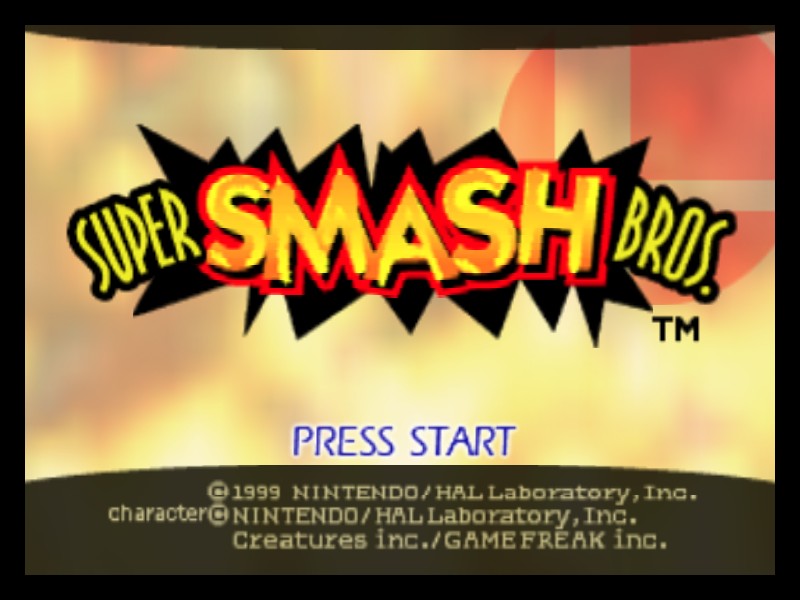 SUPER SMASH BROS.
TM
PRESS START
©1999 NINTENDO/HAL Laboratory,Inc.
character©NINTENDO/HAL Laboratory,Inc.
Creatures inc./GAME FREAK inc.